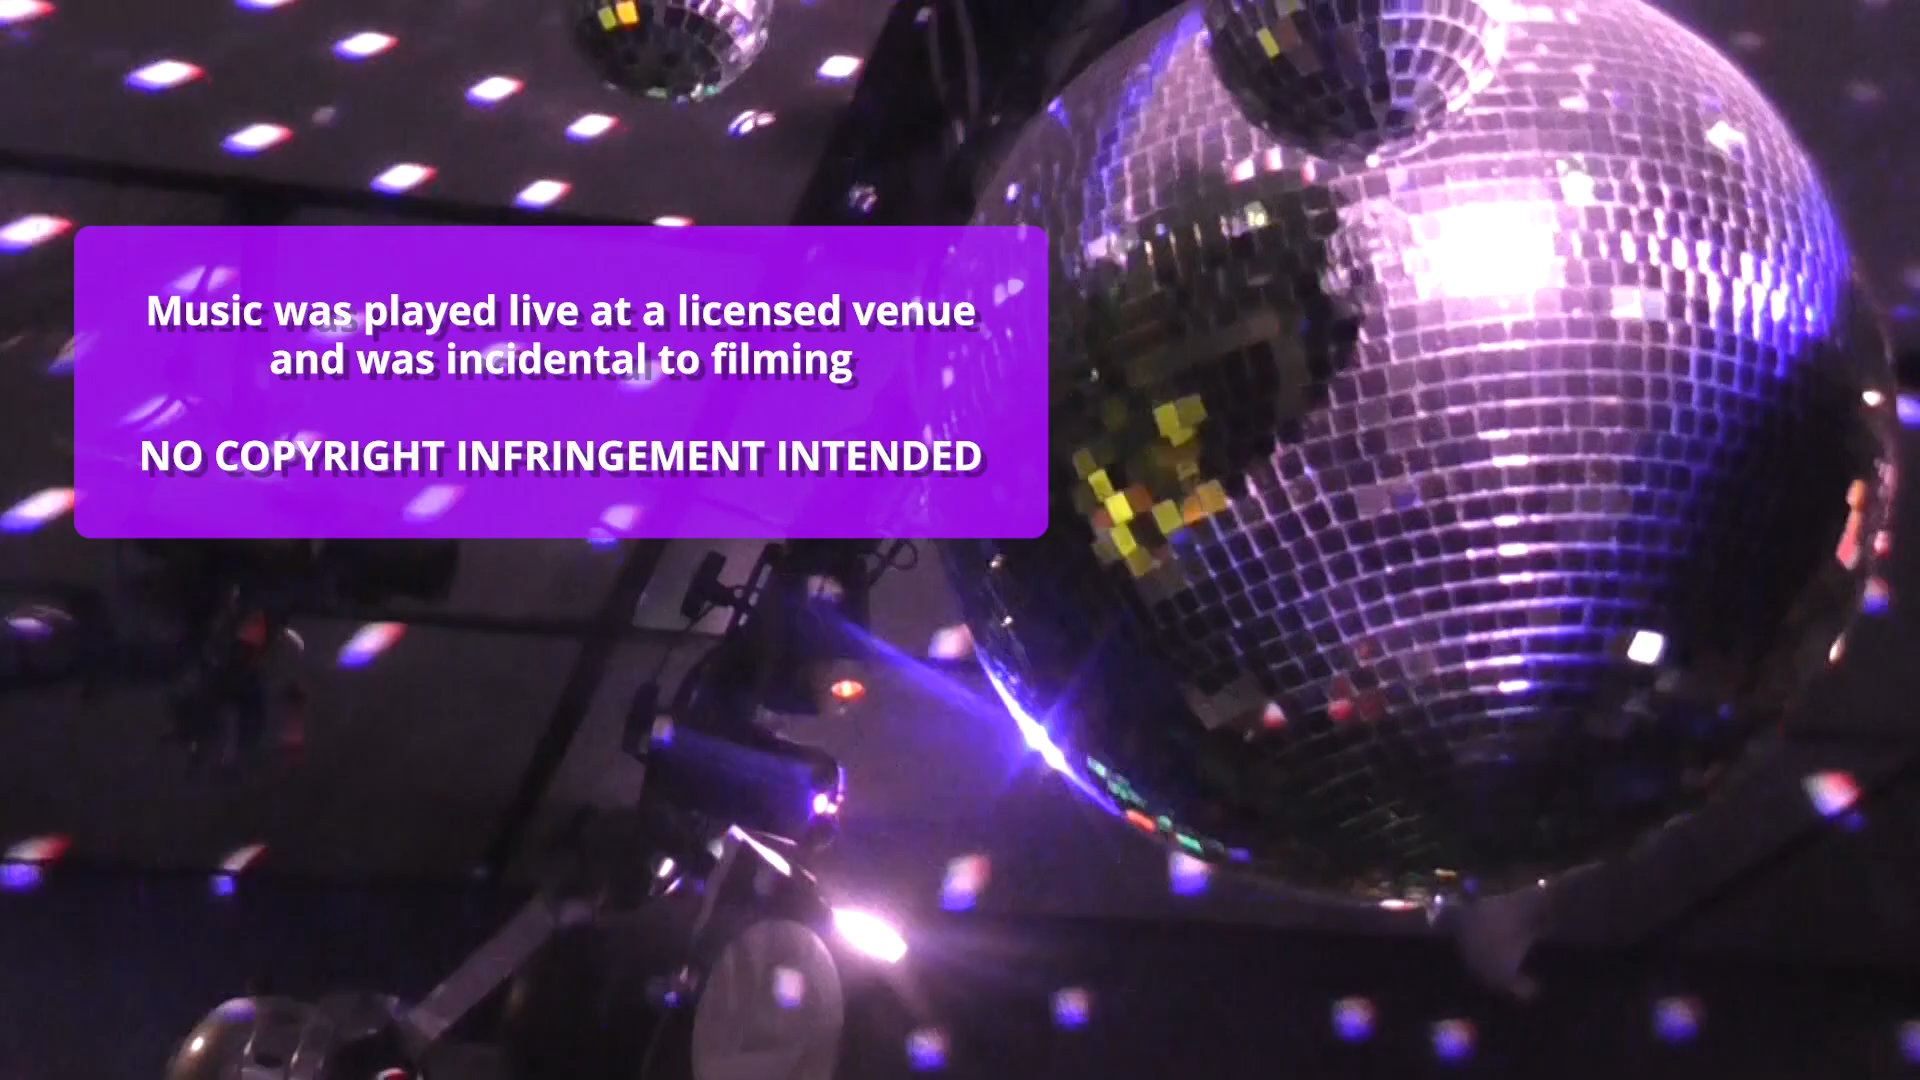 Music was played live at a licensed venue
and was incidental to filming
NO COPYRIGHT INFRINGEMENT INTENDED